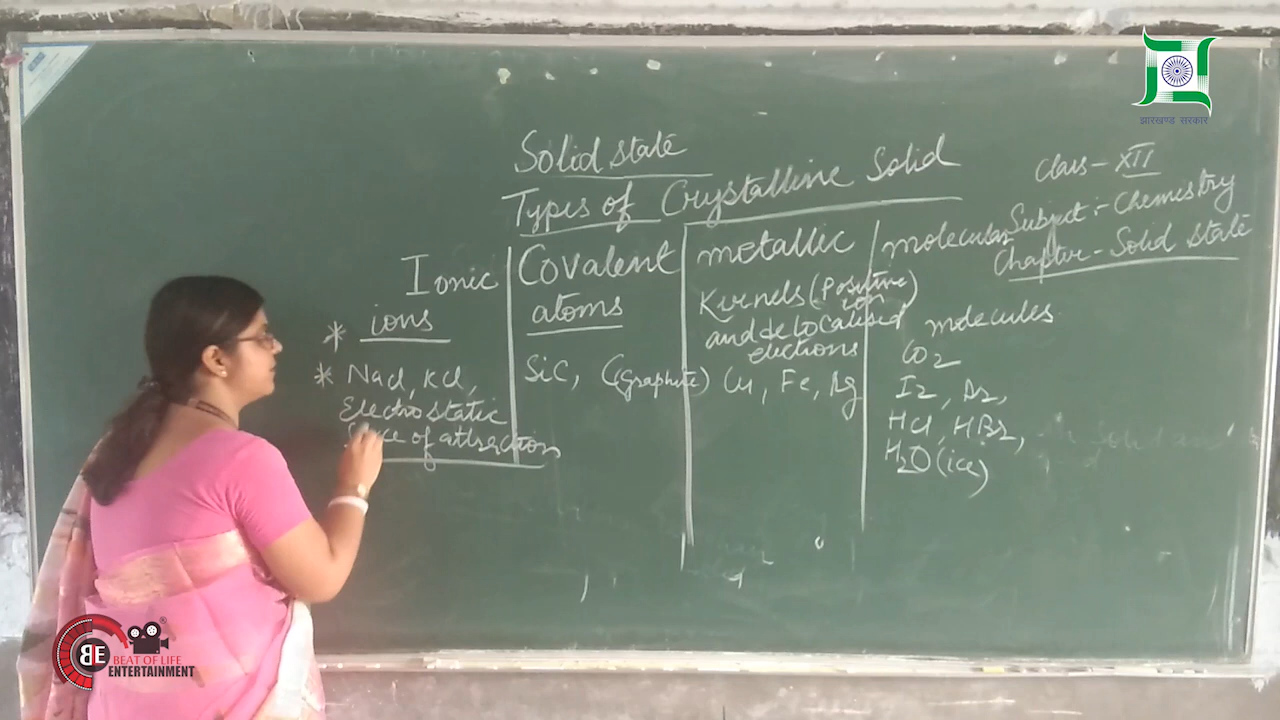 झारखण्ड सरकार
Solid state
Types of Crystalline Solid
Class - XII
Subject :- Chemistry
Chapter - Solid state
Ionic
* ions
* Nacl, KCl,
Electrostatic
force of attraction
Covalent
atoms
SiC, C(graphite)
metallic
Kernels (Positive
ion)
and delocalised
electrons
Cu, Fe, Ag
molecular
molecules
CO2
I2, Ar,
HCl, HBr,
H2O (ice)
BE
BEAT OF LIFE
ENTERTAINMENT